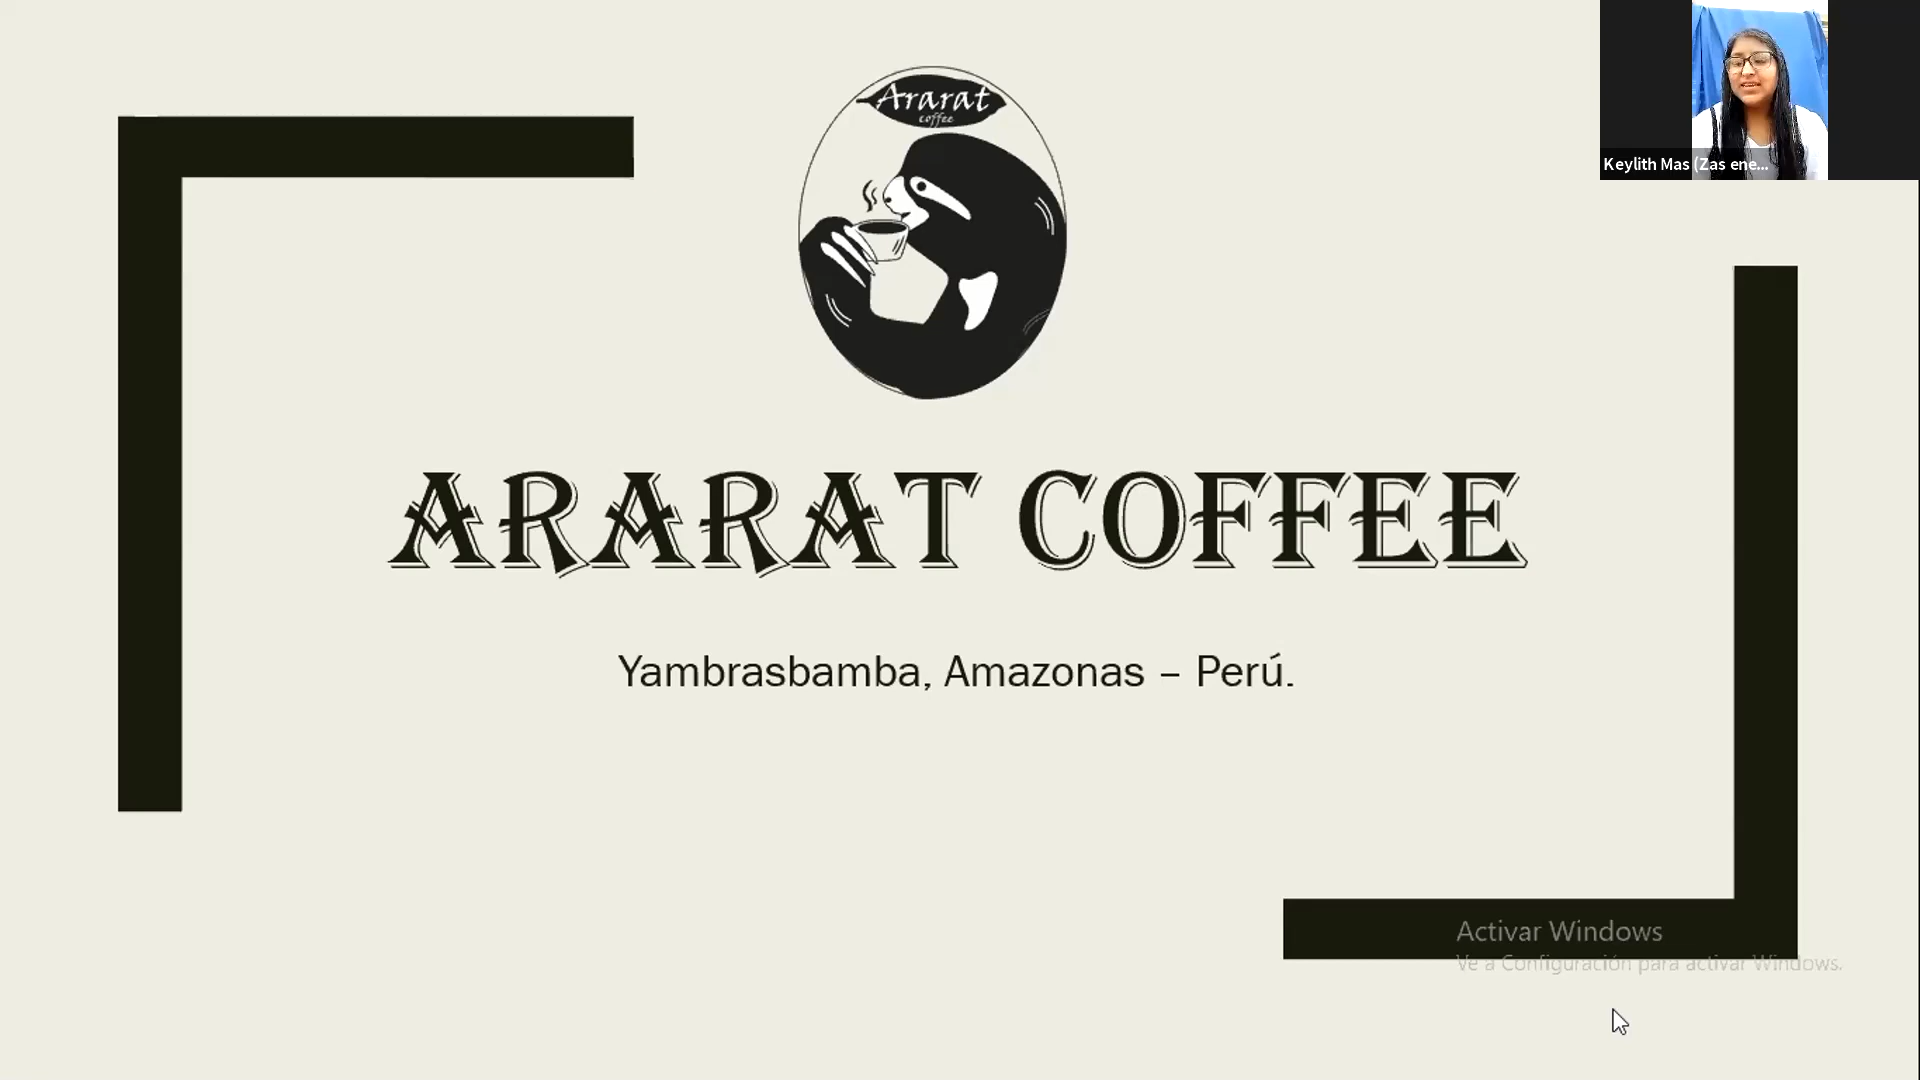 Ararat
coffee
Keylith Mas (Zas ene...
ARARAT COFFEE
Yambrasbamba, Amazonas – Perú.
Activar Windows
Ve a Configuración para activar Windows.